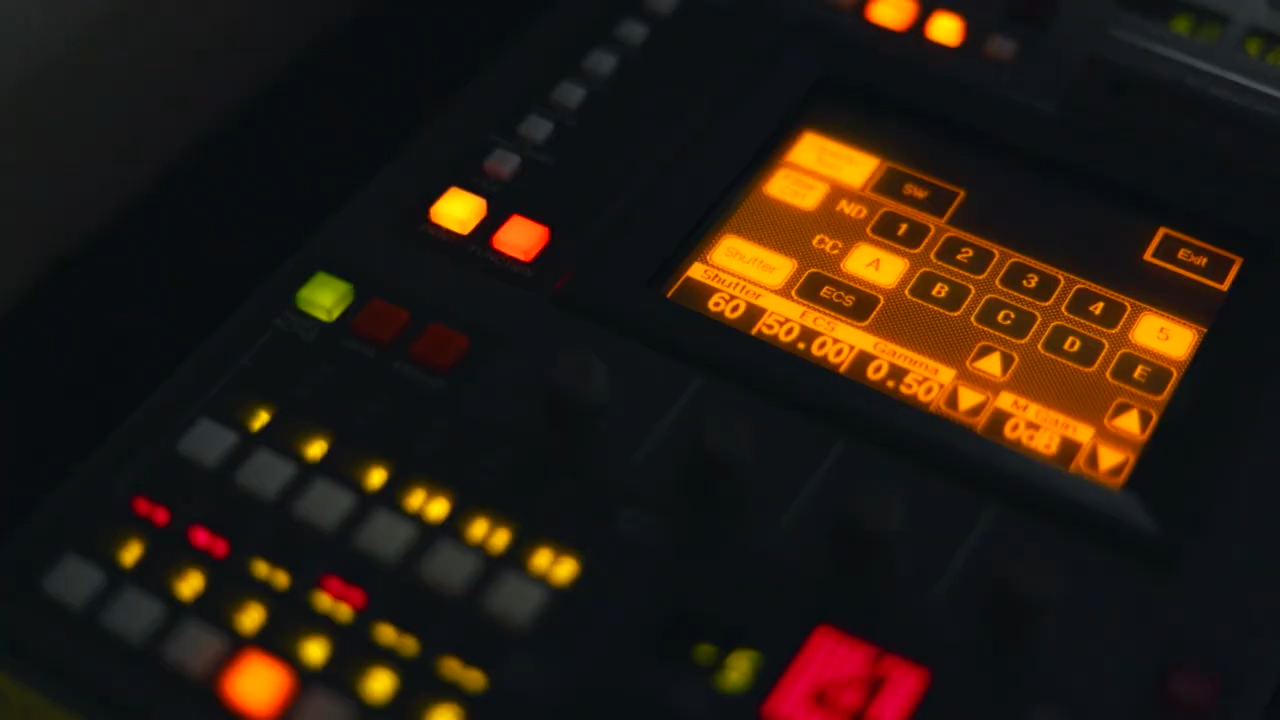 SW
Exit
ND 1 2 3 4 5
CC A B C D E
Shutter ECS
Shutter ECS Gamma M.Gain
60 50.00 0.50 0dB